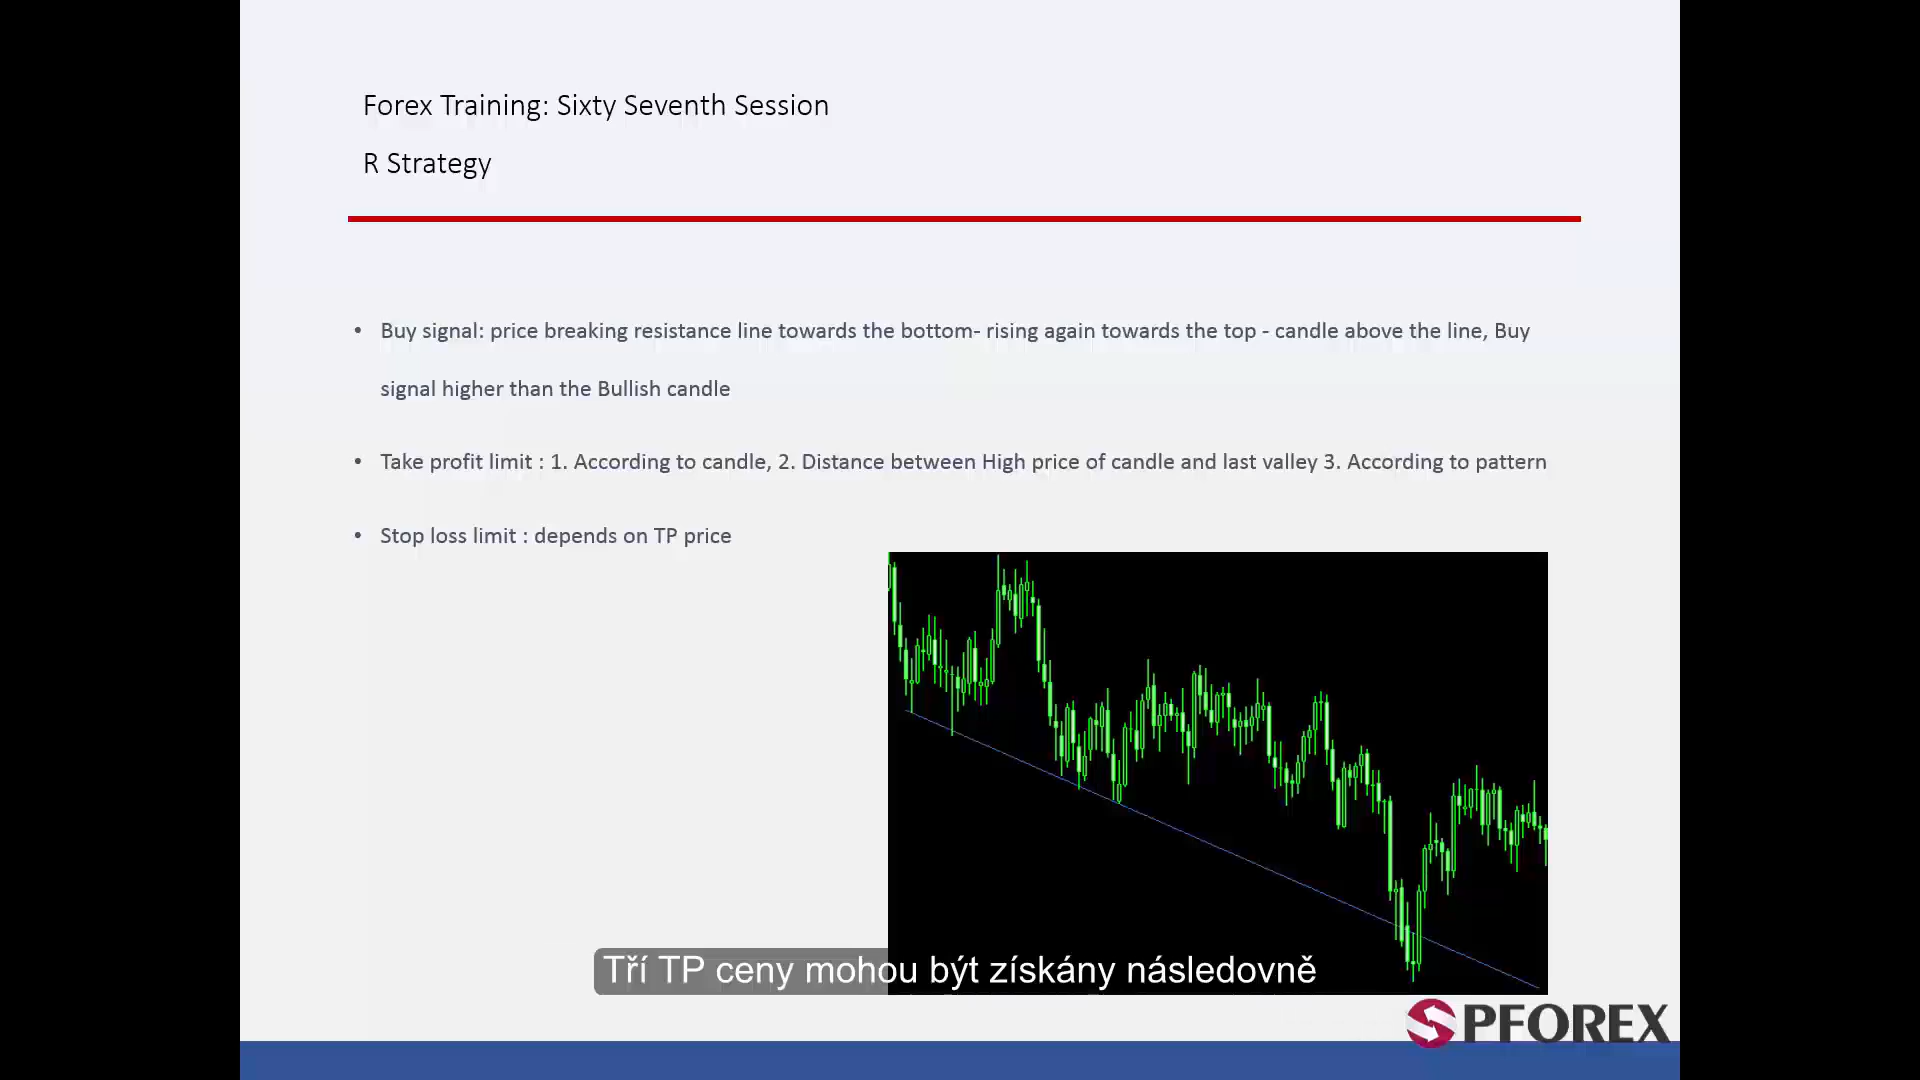 Forex Training: Sixty Seventh Session
R Strategy
• Buy signal: price breaking resistance line towards the bottom- rising again towards the top - candle above the line, Buy
signal higher than the Bullish candle
• Take profit limit : 1. According to candle, 2. Distance between High price of candle and last valley 3. According to pattern
• Stop loss limit : depends on TP price
Tří TP ceny mohou být získány následovně
PFOREX